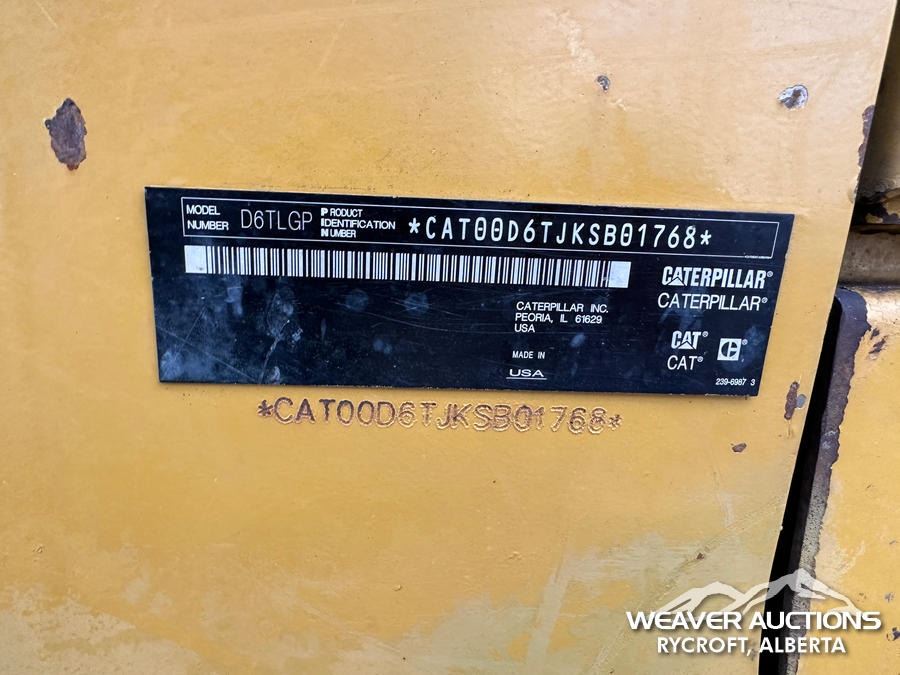 MODEL NUMBER D6TLGP PRODUCT IDENTIFICATION NUMBER *CAT00D6TJKSB01768*
CATERPILLAR®
CATERPILLAR®
CATERPILLAR INC.
PEORIA, IL 61629
USA
CAT®
CAT®
MADE IN
USA
239-6987 3
*CAT00D6TJKSB01768*
WEAVER AUCTIONS
RYCROFT, ALBERTA